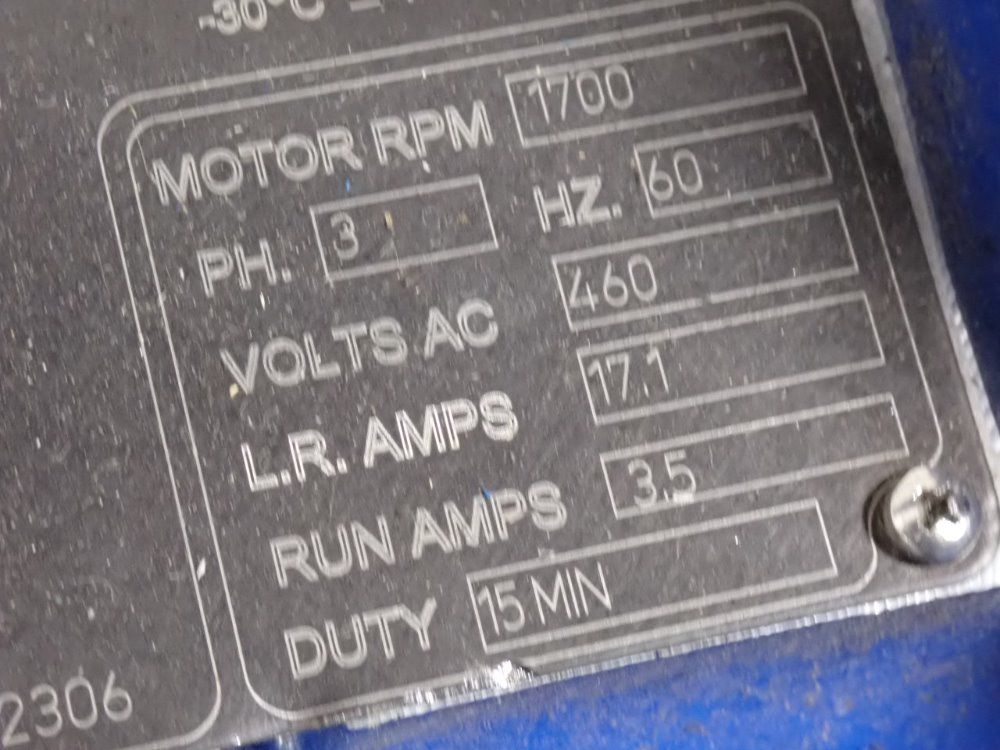 -30°C
MOTOR RPM 1700
PH. 3 HZ. 60
VOLTS AC 460
L.R. AMPS 17.1
RUN AMPS 3.5
DUTY 15 MIN
2306